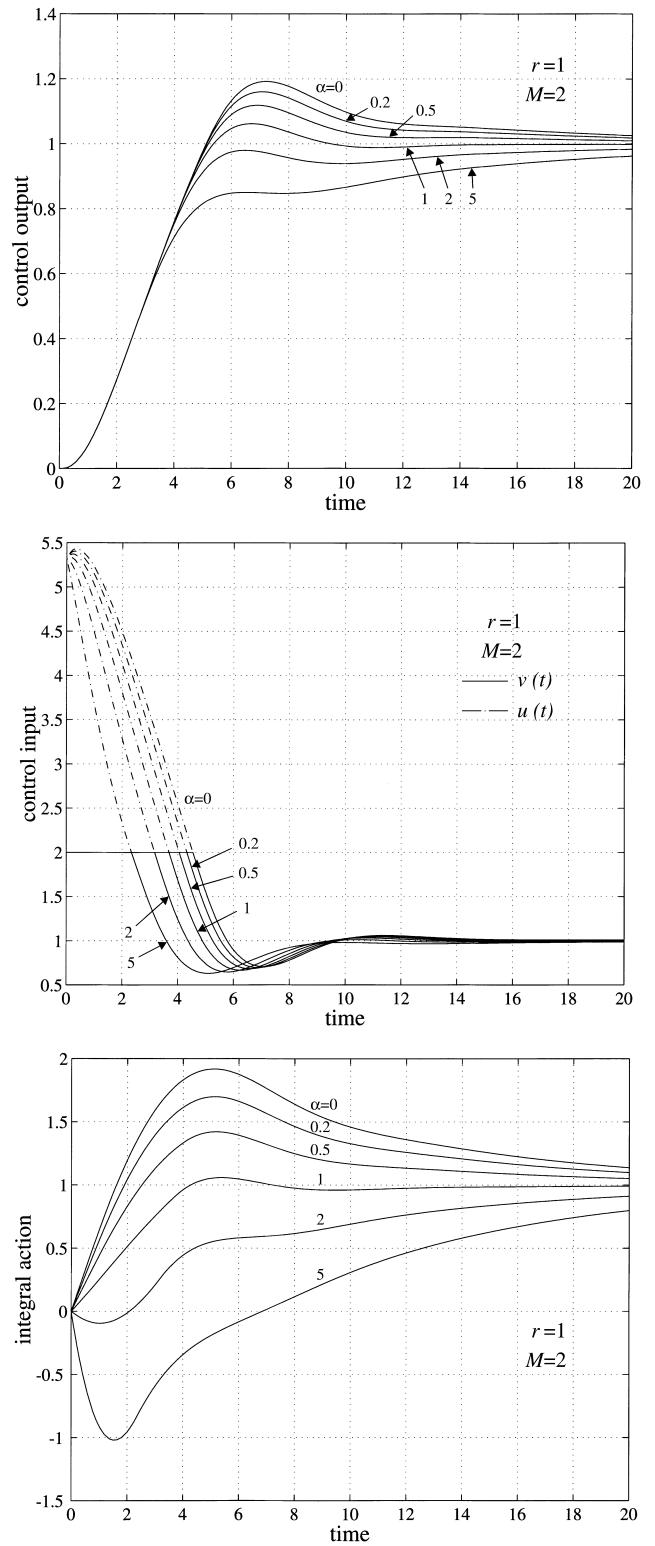 1.4
1.2
1
0.8
0.6
0.4
0.2
0
control output
r=1
M=2
α=0
0.2
0.5
1
2
5
0 2 4 6 8 10 12 14 16 18 20
time
5.5
5
4.5
4
3.5
3
2.5
2
1.5
1
0.5
control input
r=1
M=2
v (t)
u (t)
α=0
0.2
0.5
1
2
5
0 2 4 6 8 10 12 14 16 18 20
time
2
1.5
1
0.5
0
-0.5
-1
-1.5
integral action
α=0
0.2
0.5
1
2
5
r=1
M=2
0 2 4 6 8 10 12 14 16 18 20
time